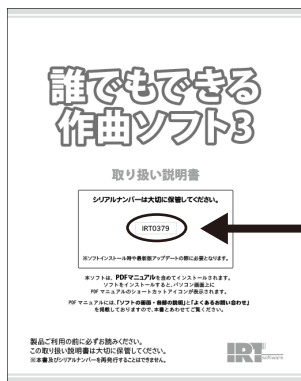 誰でもできる
作曲ソフト3
取り扱い説明書
シリアルナンバーは大切に保管してください。
IRT0379
※ソフトインストール時や最新版アップデートの際に必要となります。
本ソフトは、PDFマニュアルを含めてインストールされます。
ソフトをインストールすると、パソコン画面上に
PDFマニュアルのショートカットアイコンが表示されます。
PDFマニュアルには、「ソフトの画面・各部の説明」と「よくあるお問い合わせ」
を掲載しておりますので、本書とあわせてご覧ください。
製品ご利用の前に必ずお読みください。
この取り扱い説明書は大切に保管してください。
※本書及びシリアルナンバーを再発行することはできません。
IRT software